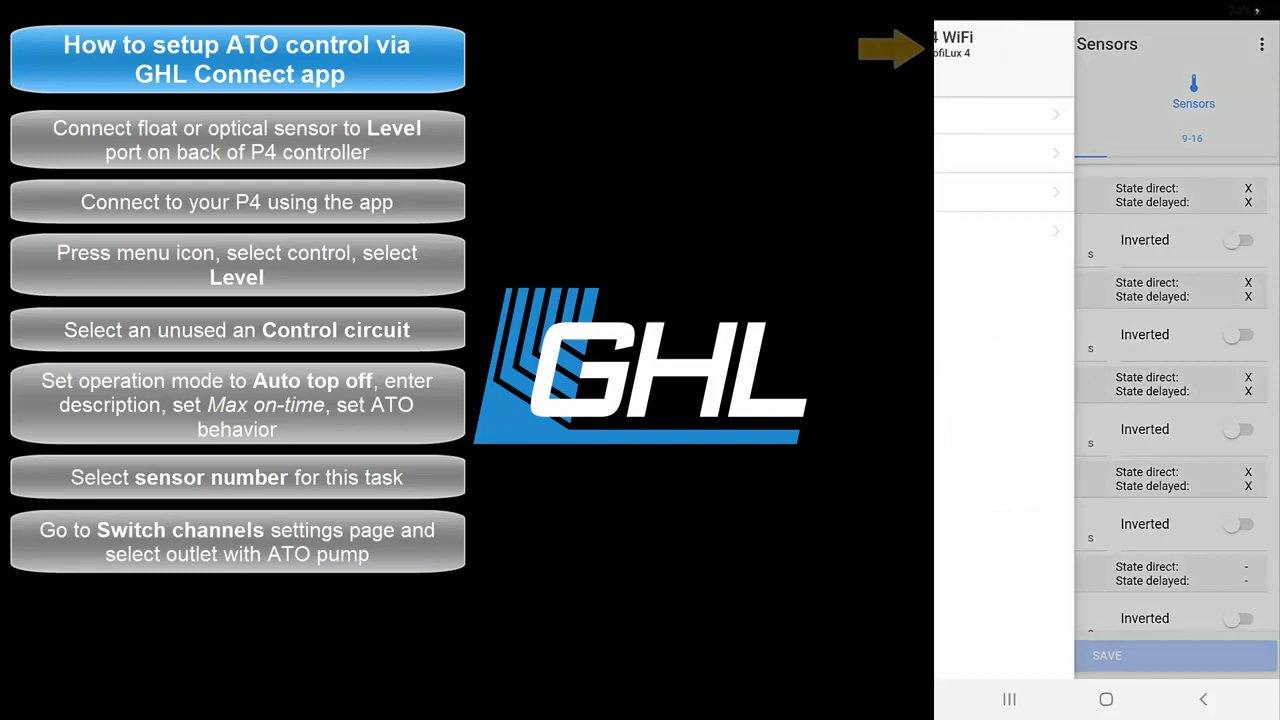 How to setup ATO control via
GHL Connect app
Connect float or optical sensor to Level
port on back of P4 controller
Connect to your P4 using the app
Press menu icon, select control, select
Level
Select an unused an Control circuit
Set operation mode to Auto top off, enter
description, set Max on-time, set ATO
behavior
Select sensor number for this task
Go to Switch channels settings page and
select outlet with ATO pump
GHL
74%
4 WiFi
ofiLux 4
Sensors
Sensors
9-16
State direct: X
State delayed: X
Inverted
s
State direct: X
State delayed: X
Inverted
s
State direct: X
State delayed: X
Inverted
s
State direct: X
State delayed: X
Inverted
s
State direct: -
State delayed: -
Inverted
SAVE